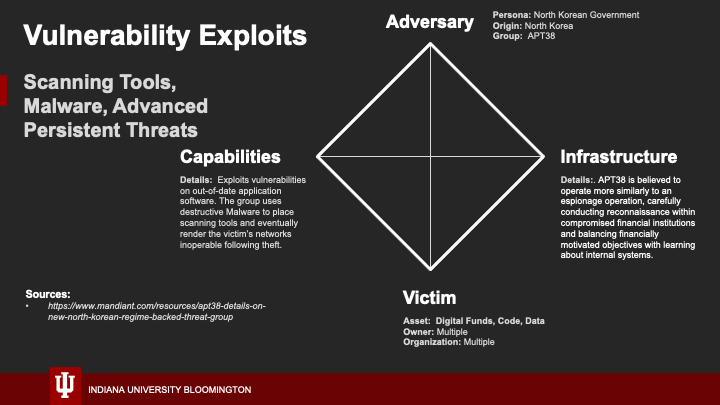 Vulnerability Exploits
Scanning Tools,
Malware, Advanced
Persistent Threats
Adversary
Persona: North Korean Government
Origin: North Korea
Group: APT38
Capabilities
Details: Exploits vulnerabilities
on out-of-date application
software. The group uses
destructive Malware to place
scanning tools and eventually
render the victim's networks
inoperable following theft.
Infrastructure
Details:. APT38 is believed to
operate more similarly to an
espionage operation, carefully
conducting reconnaissance within
compromised financial institutions
and balancing financially
motivated objectives with learning
about internal systems.
Victim
Asset: Digital Funds, Code, Data
Owner: Multiple
Organization: Multiple
Sources:
• https://www.mandiant.com/resources/apt38-details-on-
new-north-korean-regime-backed-threat-group
INDIANA UNIVERSITY BLOOMINGTON